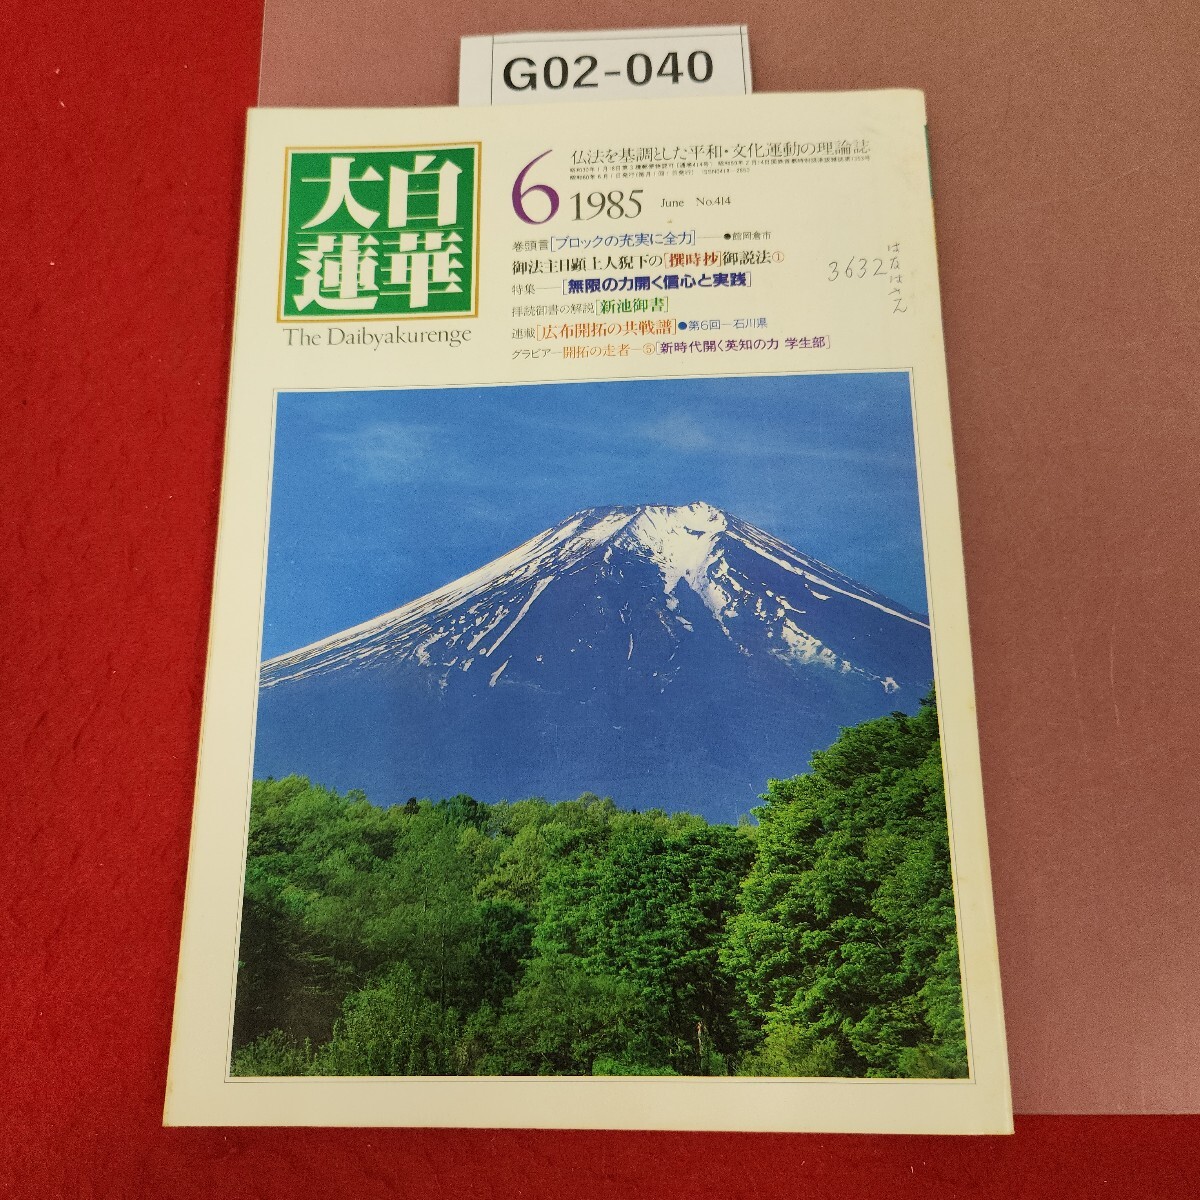 G02-040
大白蓮華
The Daibyakurenge
仏法を基調とした平和・文化運動の理論誌
6 1985 June No.414
巻頭言[ブロックの充実に全力]──●館岡倉市
御法主日顕上人猊下の[撰時抄]御説法①
特集──[無限の力開く信心と実践]
拝読御書の解説[新池御書]
連載[広布開拓の共戦譜]●第6回─石川県
グラビア─開拓の走者─⑤[新時代開く英知の力 学生部]
3632